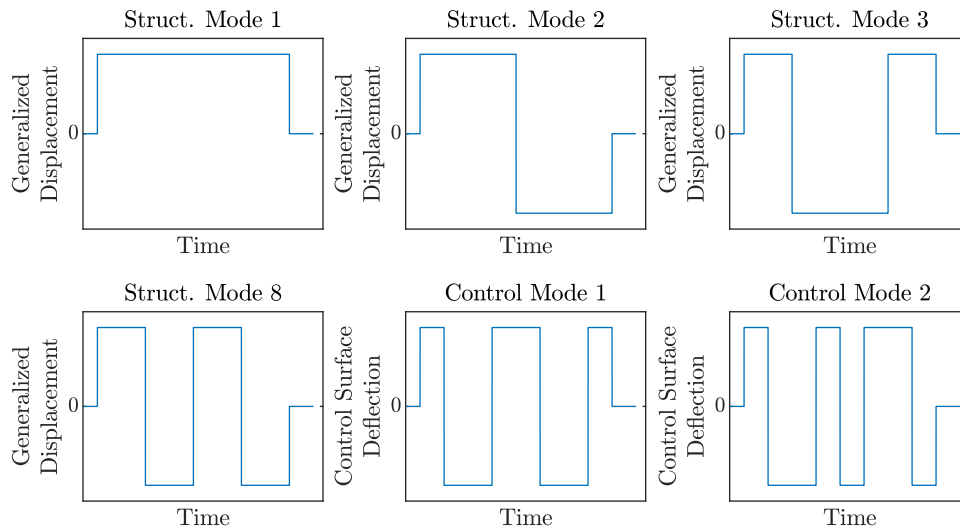 Struct. Mode 1
Generalized
Displacement
0
Time
Struct. Mode 2
Generalized
Displacement
0
Time
Struct. Mode 3
Generalized
Displacement
0
Time
Struct. Mode 8
Generalized
Displacement
0
Time
Control Mode 1
Control Surface
Deflection
0
Time
Control Mode 2
Control Surface
Deflection
0
Time